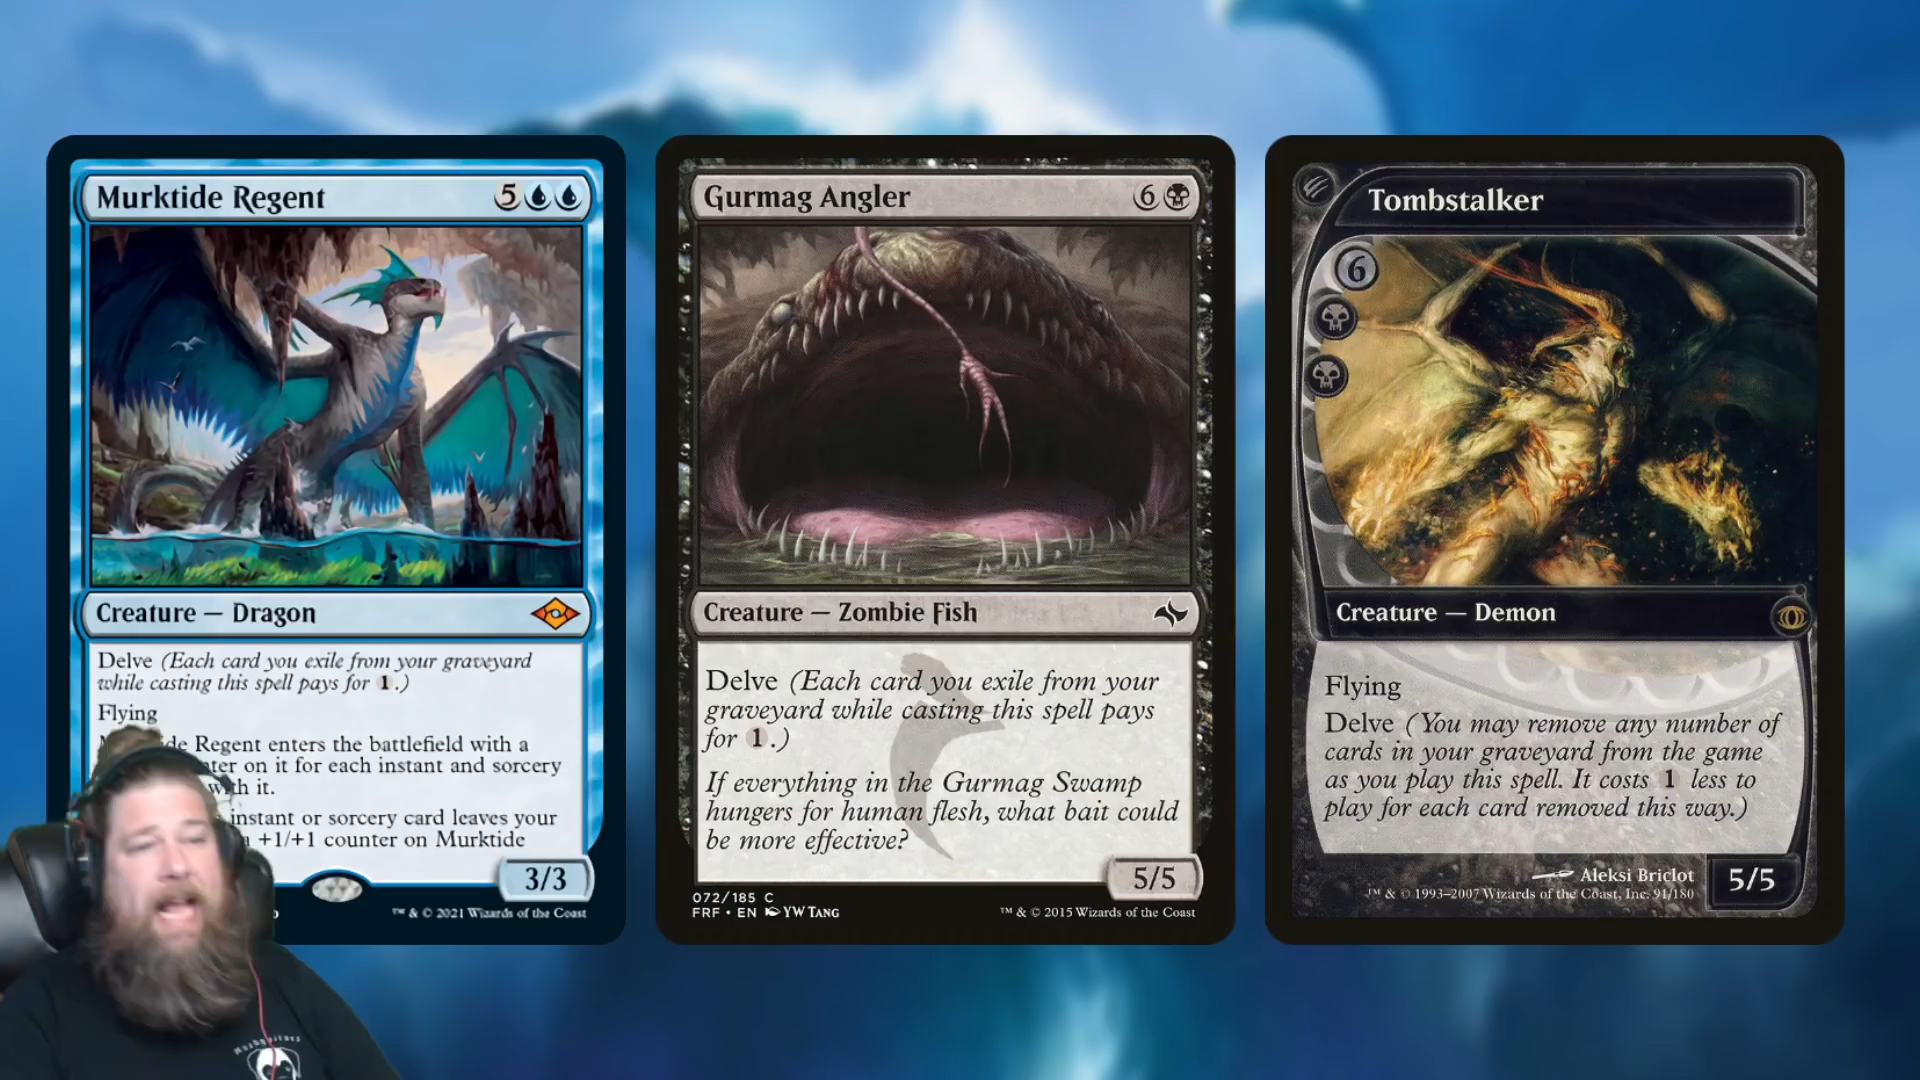 Murktide Regent 5
Creature — Dragon
Delve (Each card you exile from your graveyard
while casting this spell pays for 1.)
Flying
de Regent enters the battlefield with a
ter on it for each instant and sorcery
with it.
instant or sorcery card leaves your
+1/+1 counter on Murktide
3/3
™ & © 2021 Wizards of the Coast
Gurmag Angler 6
Creature — Zombie Fish
Delve (Each card you exile from your
graveyard while casting this spell pays
for 1.)
If everything in the Gurmag Swamp
hungers for human flesh, what bait could
be more effective?
5/5
072/185 C
FRF • EN YW Tang
™ & © 2015 Wizards of the Coast
Tombstalker
6
Creature — Demon
Flying
Delve (You may remove any number of
cards in your graveyard from the game
as you play this spell. It costs 1 less to
play for each card removed this way.)
Aleksi Briclot
™ & © 1993-2007 Wizards of the Coast, Inc. 91/180
5/5